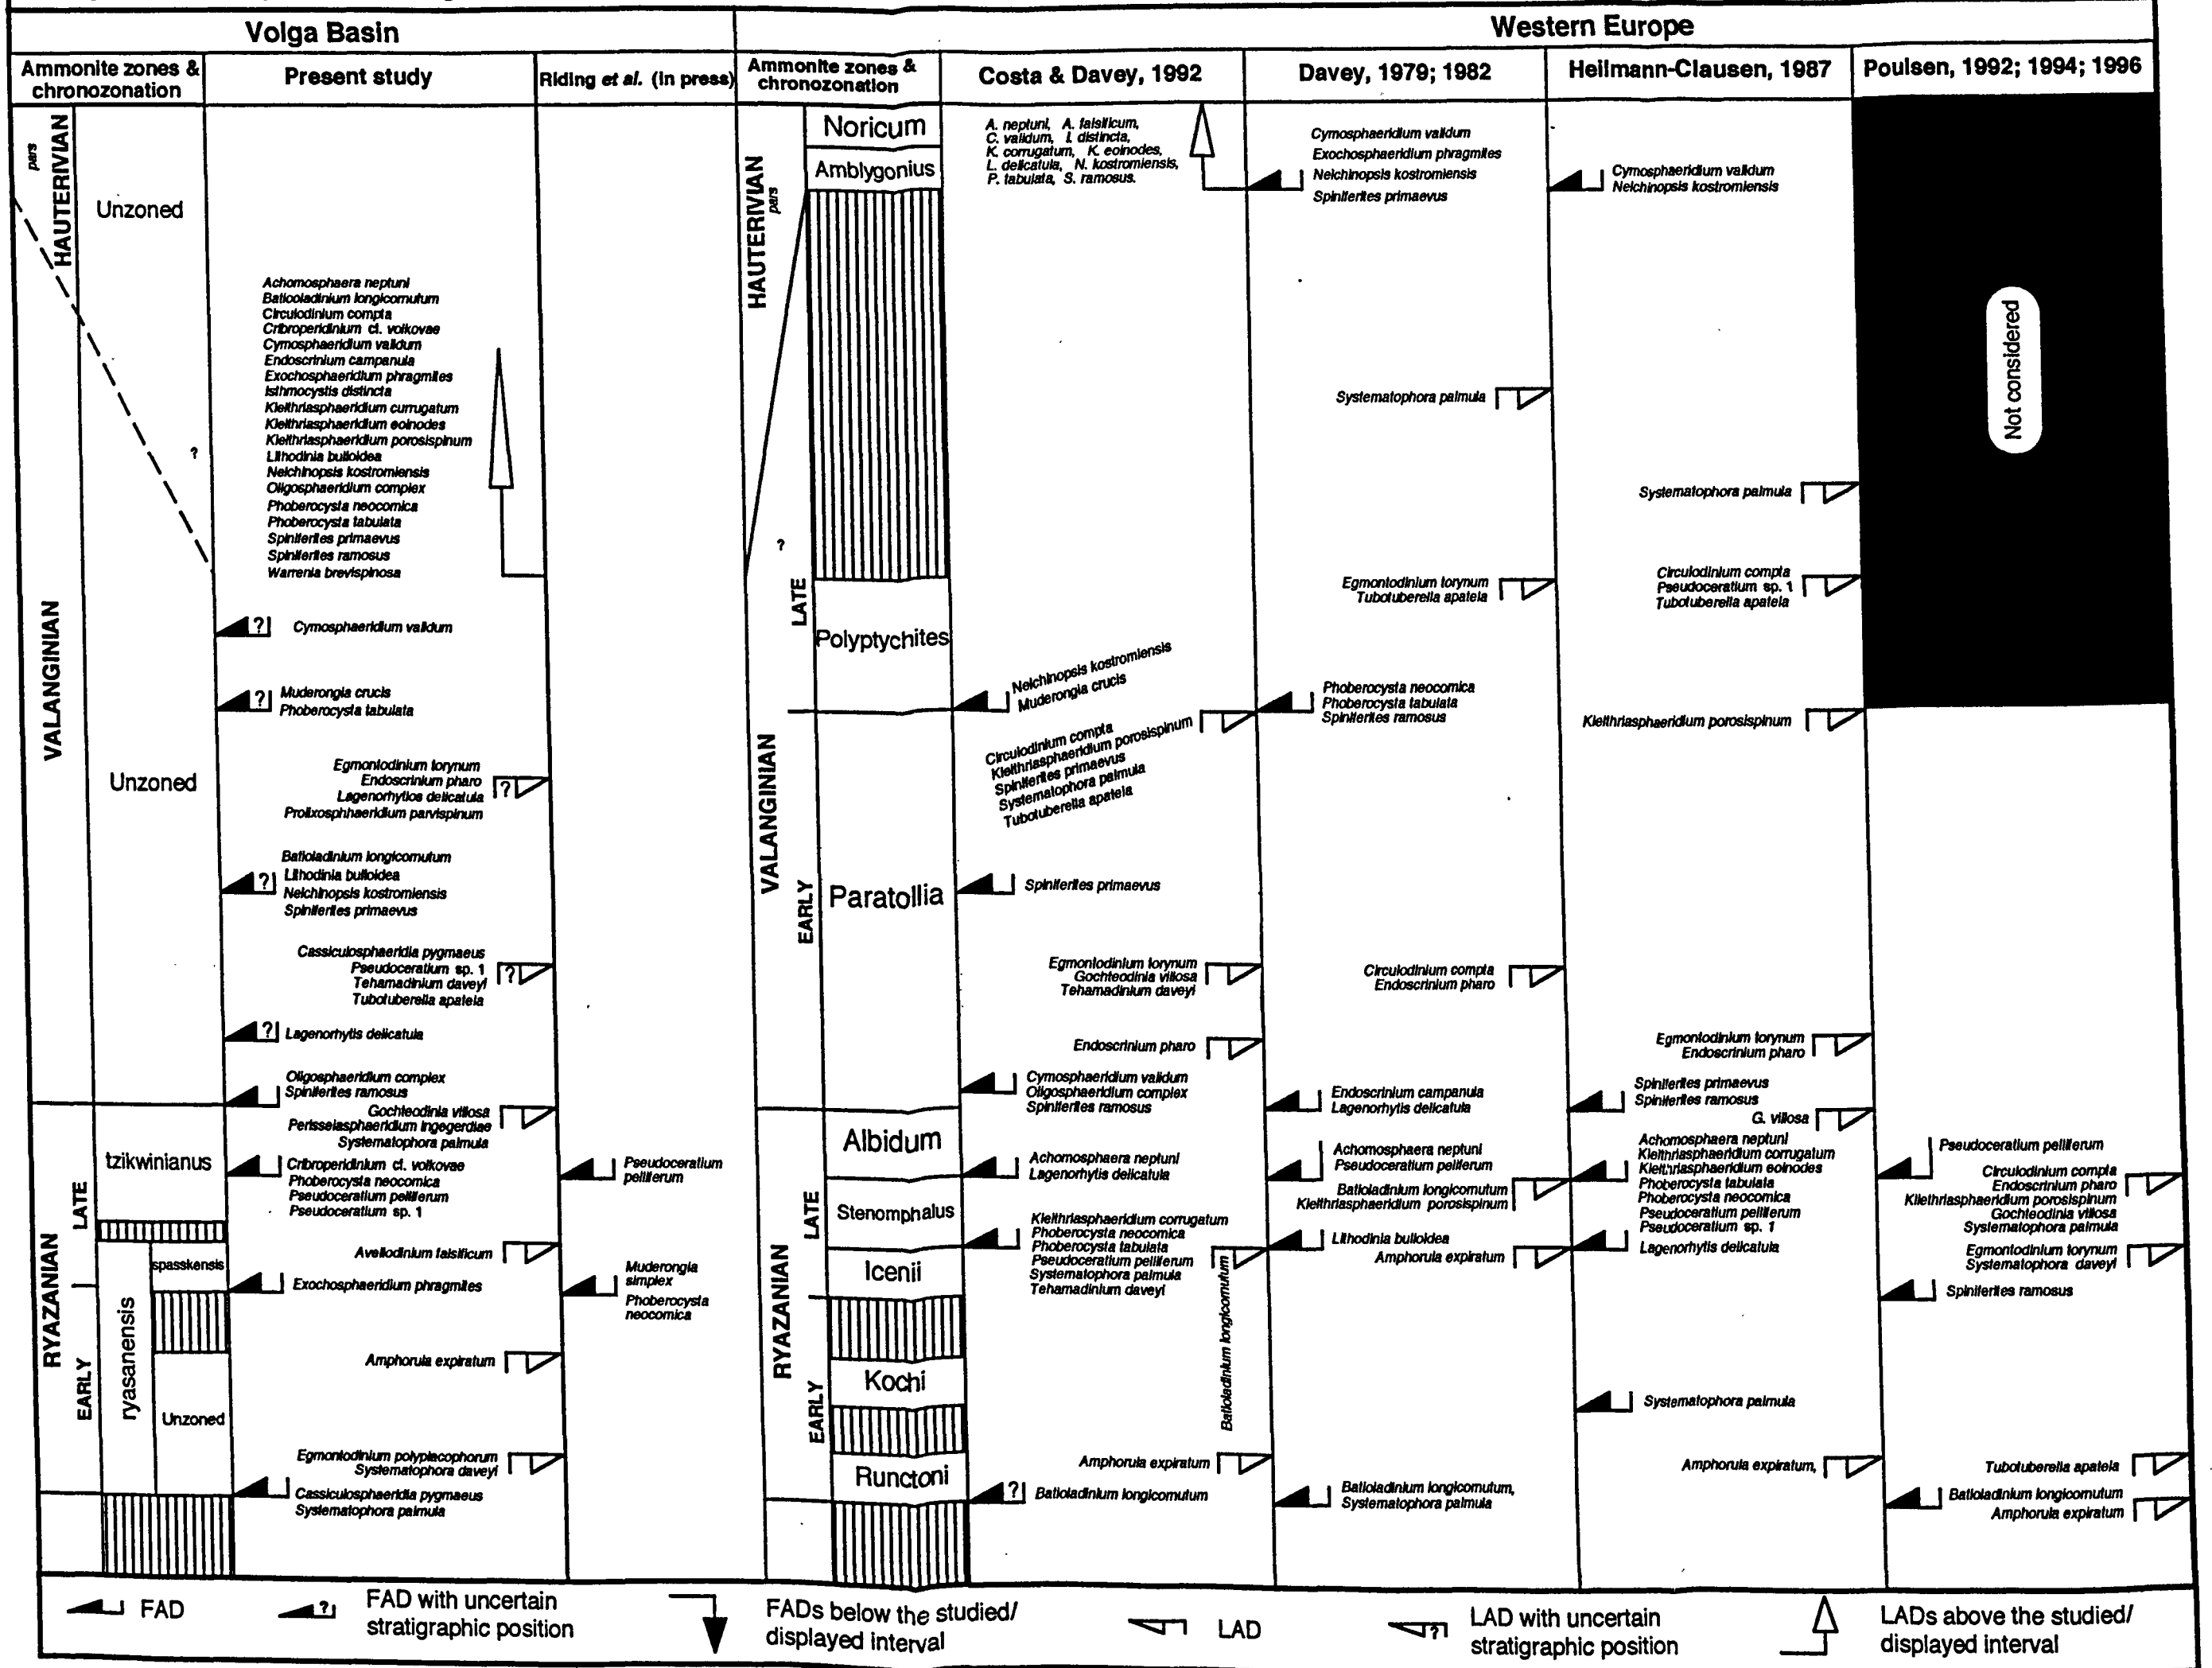 Volga Basin
Western Europe
Ammonite zones &
chronozonation
Present study
Riding et al. (in press)
Ammonite zones &
chronozonation
Costa & Davey, 1992
Davey, 1979; 1982
Heilmann-Clausen, 1987
Poulsen, 1992; 1994; 1996
HAUTERIVIAN
pars
VALANGINIAN
RYAZANIAN
LATE
EARLY
Unzoned
?
Unzoned
tzikwinianus
spasskensis
ryasanensis
Unzoned
Achomosphaera neptuni
Batiooladinium longicornutum
Circulodinium compta
Cribroperidinium cf. volkovae
Cymosphaeridium validum
Endoscrinium campanula
Exochosphaeridium phragmites
Isthmocystis distincta
Kleithriasphaeridium currugatum
Kleithriasphaeridium eoinodes
Kleithriasphaeridium porosispinum
Lithodinia bulloidea
Nelchinopsis kostromiensis
Oligosphaeridium complex
Phoberocysta neocomica
Phoberocysta tabulata
Spiniferites primaevus
Spiniferites ramosus
Warrenia brevispinosa
? Cymosphaeridium validum
? Muderongia crucis
Phoberocysta tabulata
Egmontodinium torynum
Endoscrinium pharo
Lagenorhytios delicatula ?
Prolixosphhaeridium parvispinum
Batioladinium longicornutum
? Lithodinia bulloidea
Nelchinopsis kostromiensis
Spiniferites primaevus
Cassiculosphaeridia pygmaeus
Pseudoceratium sp. 1 ?
Tehamadinium daveyi
Tubotuberella apatela
? Lagenorhytis delicatula
Oligosphaeridium complex
Spiniferites ramosus
Gochteodinia villosa
Perisselasphaeridium ingegerdiae
Systematophora palmula
Cribroperidinium cf. volkovae
Phoberocysta neocomica
Pseudoceratium pelliferum
Pseudoceratium sp. 1
Avellodinium falsificum
Exochosphaeridium phragmites
Amphorula expiratum
Egmontodinium polyplacophorum
Systematophora daveyi
Cassiculosphaeridia pygmaeus
Systematophora palmula
Pseudoceratium
pelliferum
Muderongia
simplex
Phoberocysta
neocomica
HAUTERIVIAN
pars
?
VALANGINIAN
LATE
EARLY
RYAZANIAN
LATE
EARLY
Noricum
Amblygonius
Polyptychites
Paratollia
Albidum
Stenomphalus
Icenii
Kochi
Runctoni
A. neptuni, A. falsificum,
C. validum, I. distincta,
K. corrugatum, K. eoinodes,
L. delicatula, N. kostromiensis,
P. tabulata, S. ramosus.
Nelchinopsis kostromiensis
Muderongia crucis
Circulodinium compta
Kleithriasphaeridium porosispinum
Spiniferites primaevus
Systematophora palmula
Tubotuberella apatela
Spiniferites primaevus
Egmontodinium torynum
Gochteodinia villosa
Tehamadinium daveyi
Endoscrinium pharo
Cymosphaeridium validum
Oligosphaeridium complex
Spiniferites ramosus
Achomosphaera neptuni
Lagenorhytis delicatula
Kleithriasphaeridium corrugatum
Phoberocysta neocomica
Phoberocysta tabulata
Pseudoceratium pelliferum
Systematophora palmula
Tehamadinium daveyi
Batioladinium longicornutum
Amphorula expiratum
? Batioladinium longicornutum
Cymosphaeridium validum
Exochosphaeridium phragmites
Nelchinopsis kostromiensis
Spiniferites primaevus
Systematophora palmula
Egmontodinium torynum
Tubotuberella apatela
Phoberocysta neocomica
Phoberocysta tabulata
Spiniferites ramosus
Circulodinium compta
Endoscrinium pharo
Endoscrinium campanula
Lagenorhytis delicatula
Achomosphaera neptuni
Pseudoceratium pelliferum
Batioladinium longicornutum
Kleithriasphaeridium porosispinum
Lithodinia bulloidea
Amphorula expiratum
Batioladinium longicornutum,
Systematophora palmula
Cymosphaeridium validum
Nelchinopsis kostromiensis
Systematophora palmula
Circulodinium compta
Pseudoceratium sp. 1
Tubotuberella apatela
Kleithriasphaeridium porosispinum
Egmontodinium torynum
Endoscrinium pharo
Spiniferites primaevus
Spiniferites ramosus
G. villosa
Achomosphaera neptuni
Kleithriasphaeridium corrugatum
Kleithriasphaeridium eoinodes
Phoberocysta tabulata
Phoberocysta neocomica
Pseudoceratium pelliferum
Pseudoceratium sp. 1
Lagenorhytis delicatula
Systematophora palmula
Amphorula expiratum,
Not considered
Pseudoceratium pelliferum
Circulodinium compta
Endoscrinium pharo
Kliethriasphaeridium porosispinum
Gochteodinia villosa
Systematophora palmula
Egmontodinium torynum
Systematophora daveyi
Spiniferites ramosus
Tubotuberella apatela
Batioladinium longicornutum
Amphorula expiratum
FAD
? FAD with uncertain
stratigraphic position
FADs below the studied/
displayed interval
LAD
? LAD with uncertain
stratigraphic position
LADs above the studied/
displayed interval